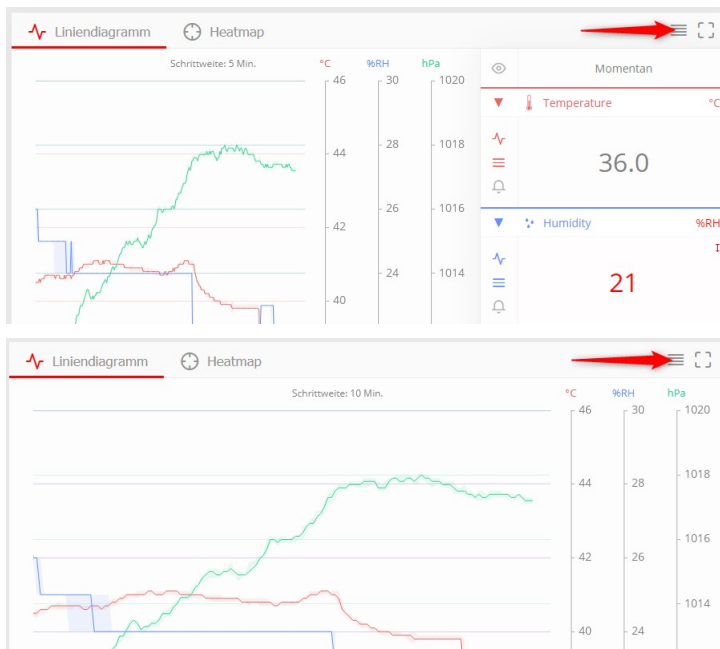 Liniendiagramm Heatmap
Schrittweite: 5 Min. °C %RH hPa
Momentan
46 30 1020
Temperature °C
44 28 1018
36.0
42 26 1016
Humidity %RH
24 1014
21
40
Liniendiagramm Heatmap
Schrittweite: 10 Min. °C %RH hPa
46 30 1020
44 28 1018
42 26 1016
1014
40 24